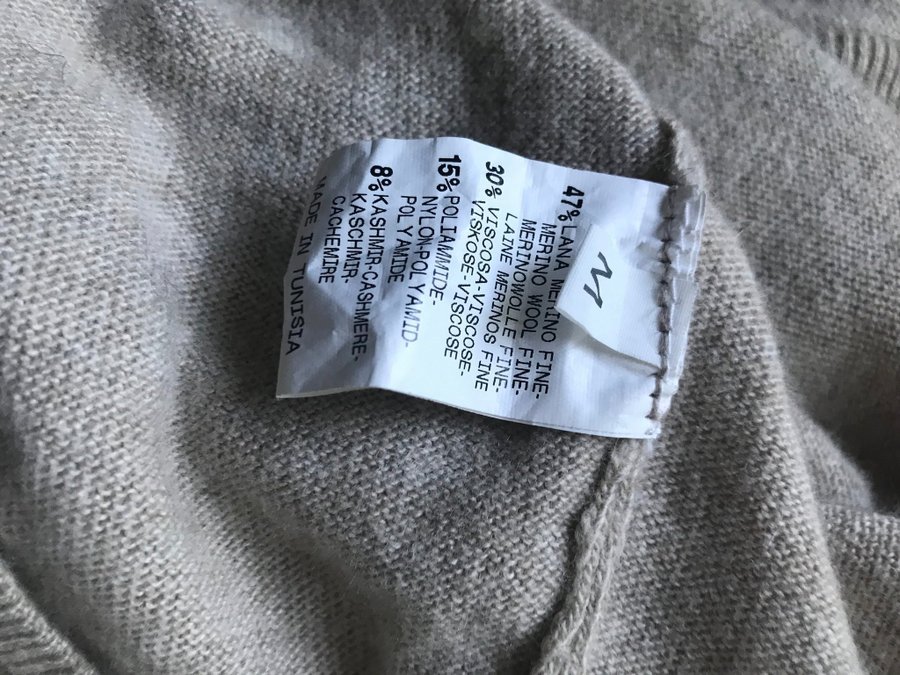 M
47% LANA MERINO FINE-
MERINO WOOL FINE-
MERINOWOLLE FINE-
LAINE MERINOS FINE
30% VISCOSA-VISCOSE-
VISKOSE-VISCOSE
15% POLIAMMIDE-
NYLON-POLYAMID-
POLYAMIDE
8% KASHMIR-CASHMERE-
KASCHMIR-
CACHEMIRE
MADE IN TUNISIA